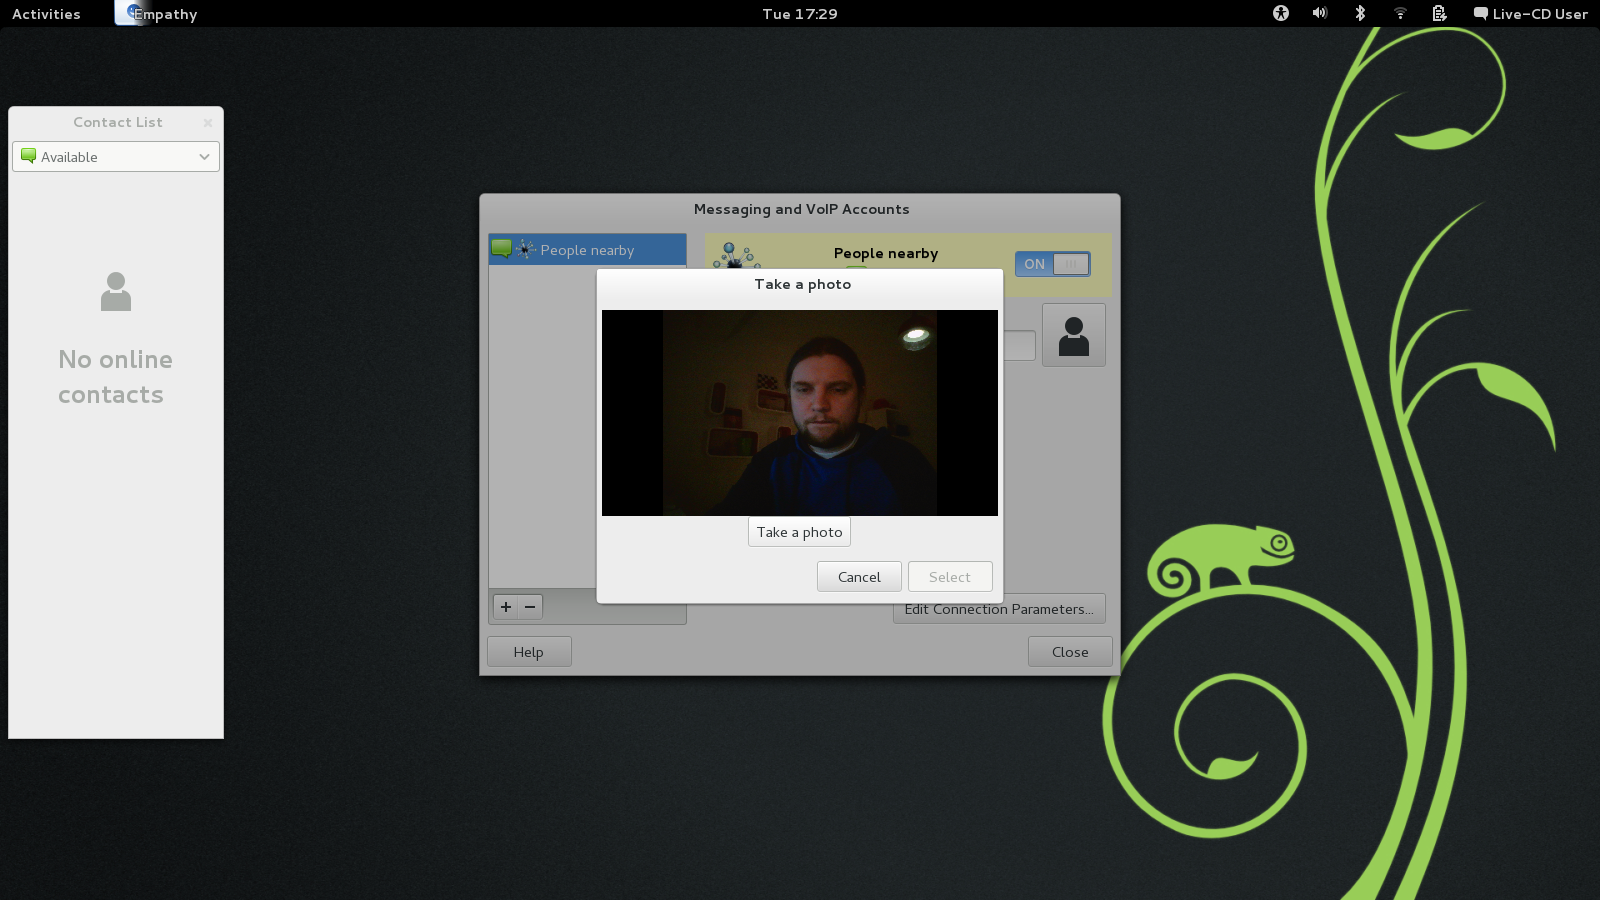 Activities
Empathy
Tue 17:29
Live-CD User
Contact List
Available
No online
contacts
Messaging and VoIP Accounts
People nearby
People nearby
ON
Take a photo
Take a photo
Cancel
Select
Edit Connection Parameters...
Help
Close